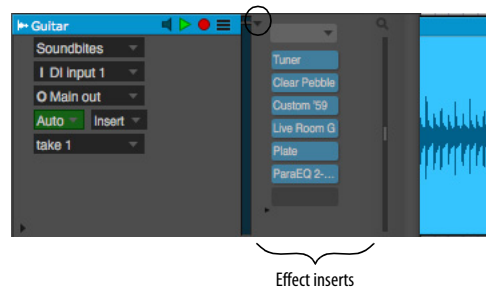 Guitar
Soundbites
I DI input 1
O Main out
Auto Insert
take 1
Tuner
Clear Pebble
Custom '59
Live Room G
Plate
ParaEQ 2-...
Effect inserts